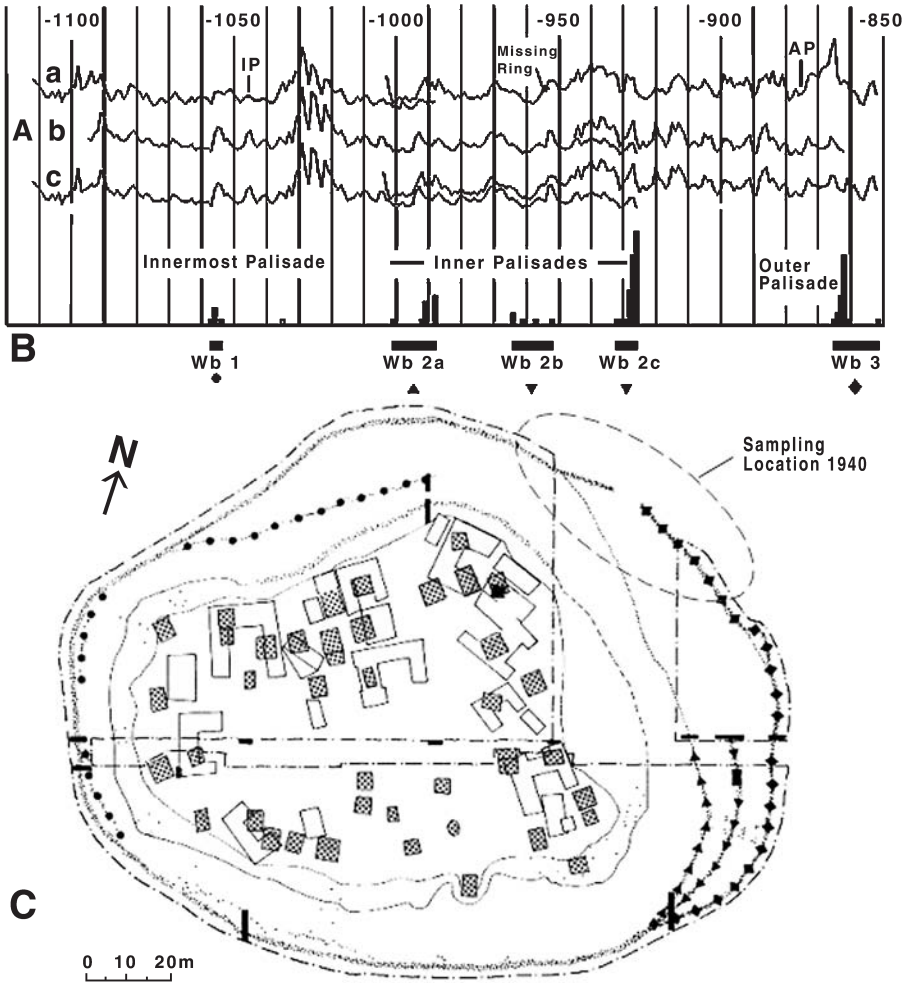 -1100 -1050 -1000 -950 -900 -850
IP
Missing
Ring
AP
a
A b
c
Innermost Palisade
Inner Palisades
Outer
Palisade
B
Wb 1 Wb 2a Wb 2b Wb 2c Wb 3
N
Sampling
Location 1940
C
0 10 20m